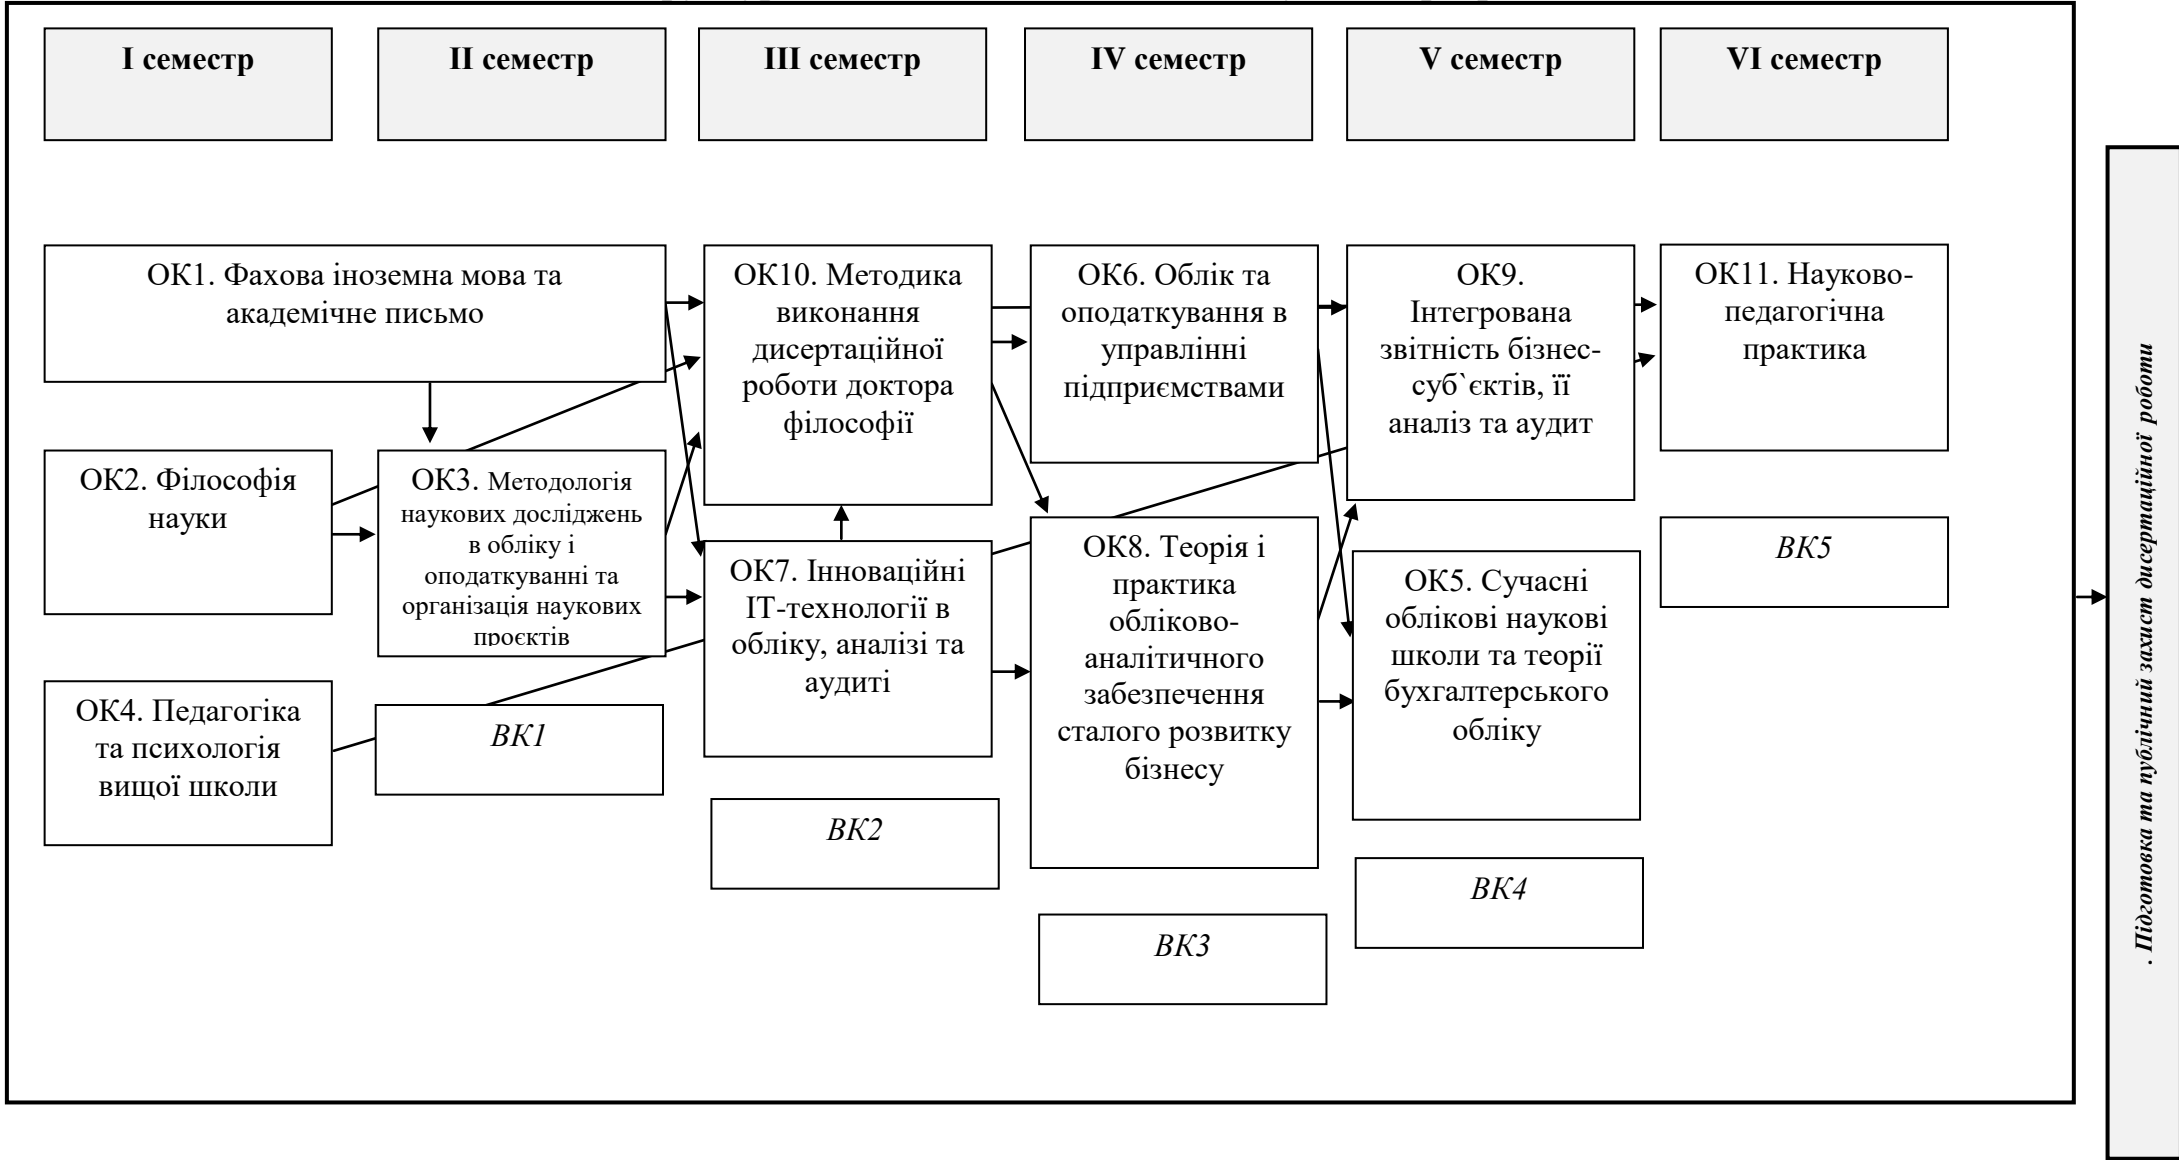 I семестр
II семестр
III семестр
IV семестр
V семестр
VI семестр
ОК1. Фахова іноземна мова та
академічне письмо
ОК2. Філософія
науки
ОК4. Педагогіка
та психологія
вищої школи
ОК3. Методологія
наукових досліджень
в обліку і
оподаткуванні та
організація наукових
проєктів
ВК1
ОК10. Методика
виконання
дисертаційної
роботи доктора
філософії
ОК7. Інноваційні
ІТ-технології в
обліку, аналізі та
аудиті
ВК2
ОК6. Облік та
оподаткування в
управлінні
підприємствами
ОК8. Теорія і
практика
обліково-
аналітичного
забезпечення
сталого розвитку
бізнесу
ВК3
ОК9.
Інтегрована
звітність бізнес-
суб`єктів, її
аналіз та аудит
ОК5. Сучасні
облікові наукові
школи та теорії
бухгалтерського
обліку
ВК4
ОК11. Науково-
педагогічна
практика
ВК5
. Підготовка та публічний захист дисертаційної роботи